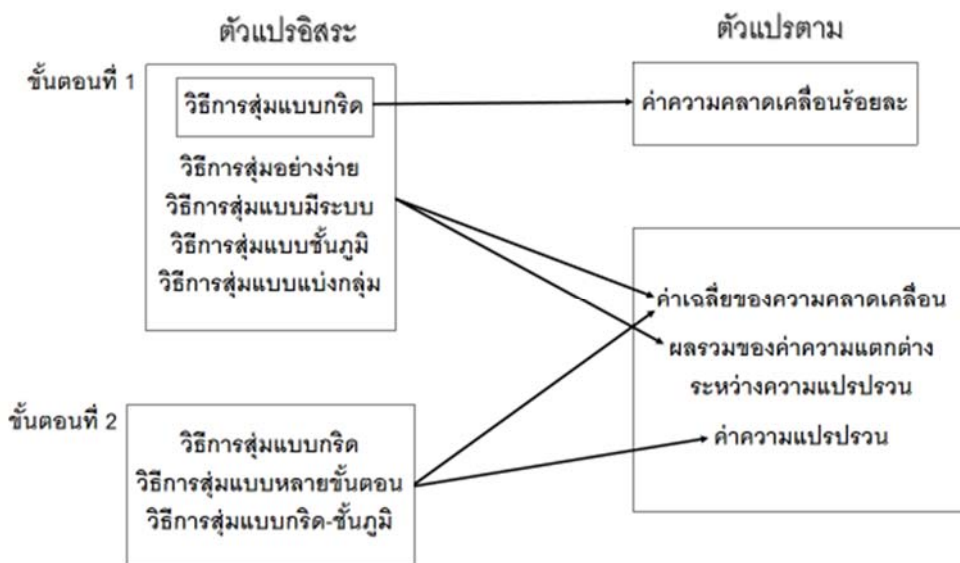 ตัวแปรอิสระ
ตัวแปรตาม
ขั้นตอนที่ 1
วิธีการสุ่มแบบกริด
วิธีการสุ่มอย่างง่าย
วิธีการสุ่มแบบมีระบบ
วิธีการสุ่มแบบชั้นภูมิ
วิธีการสุ่มแบบแบ่งกลุ่ม
ค่าความคลาดเคลื่อนร้อยละ
ค่าเฉลี่ยของความคลาดเคลื่อน
ผลรวมของค่าความแตกต่าง
ระหว่างความแปรปรวน
ค่าความแปรปรวน
ขั้นตอนที่ 2
วิธีการสุ่มแบบกริด
วิธีการสุ่มแบบหลายขั้นตอน
วิธีการสุ่มแบบกริด-ชั้นภูมิ